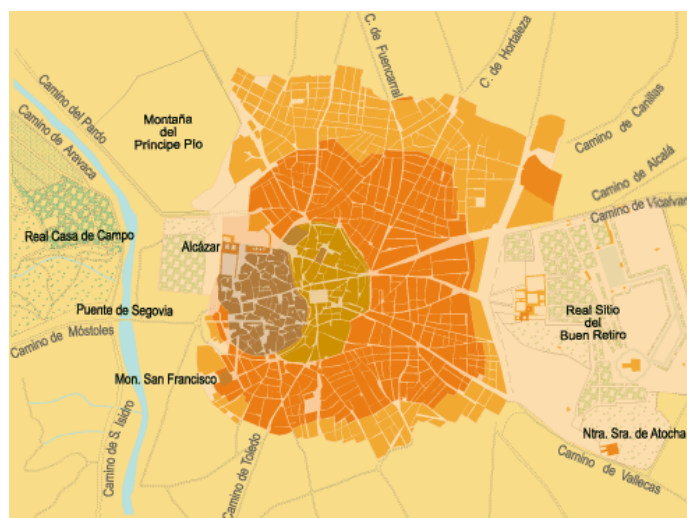 C. de Fuencarral
C. de Hortaleza
Camino del Pardo
Camino de Aravaca
Montaña
del
Príncipe Pío
Camino de Canillas
Camino de Alcalá
Camino de Vicalvar
Real Casa de Campo
Alcázar
Puente de Segovia
Camino de Móstoles
Real Sitio
del
Buen Retiro
Mon. San Francisco
Camino de S. Isidro
Camino de Toledo
Ntra. Sra. de Atocha
Camino de Vallecas